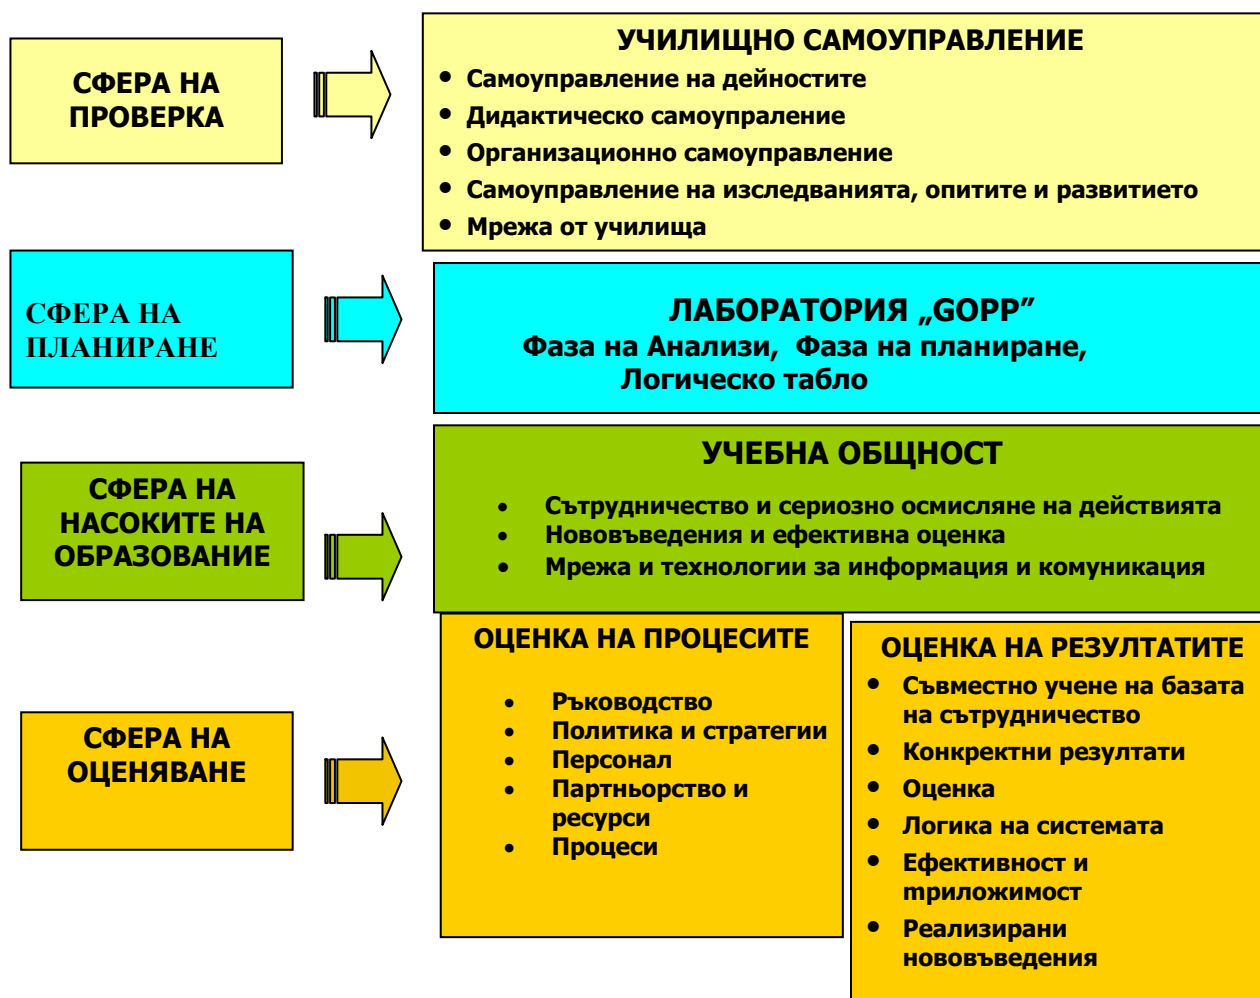 СФЕРА НА
ПРОВЕРКА
УЧИЛИЩНО САМОУПРАВЛЕНИЕ
• Самоуправление на дейностите
• Дидактическо самоупраление
• Организационно самоуправление
• Самоуправление на изследванията, опитите и развитието
• Мрежа от училища
СФЕРА НА
ПЛАНИРАНЕ
ЛАБОРАТОРИЯ „GOPP”
Фаза на Анализи, Фаза на планиране,
Логическо табло
СФЕРА НА
НАСОКИТЕ НА
ОБРАЗОВАНИЕ
УЧЕБНА ОБЩНОСТ
• Сътрудничество и сериозно осмисляне на действията
• Нововъведения и ефективна оценка
• Мрежа и технологии за информация и комуникация
СФЕРА НА
ОЦЕНЯВАНЕ
ОЦЕНКА НА ПРОЦЕСИТЕ
• Ръководство
• Политика и стратегии
• Персонал
• Партньорство и
ресурси
• Процеси
ОЦЕНКА НА РЕЗУЛТАТИТЕ
• Съвместно учене на базата
на сътрудничество
• Конкректни резултати
• Оценка
• Логика на системата
• Ефективност и
mриложимост
• Реализирани
нововъведения